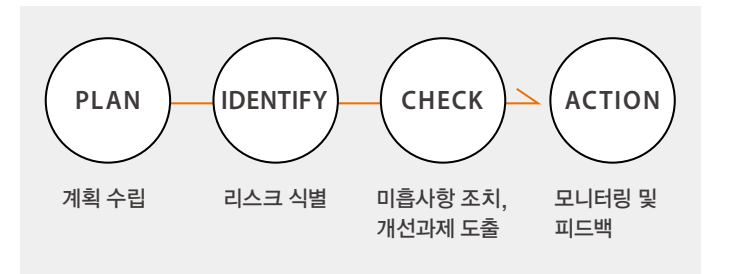 PLAN
IDENTIFY
CHECK
ACTION
계획 수립
리스크 식별
미흡사항 조치,
개선과제 도출
모니터링 및
피드백